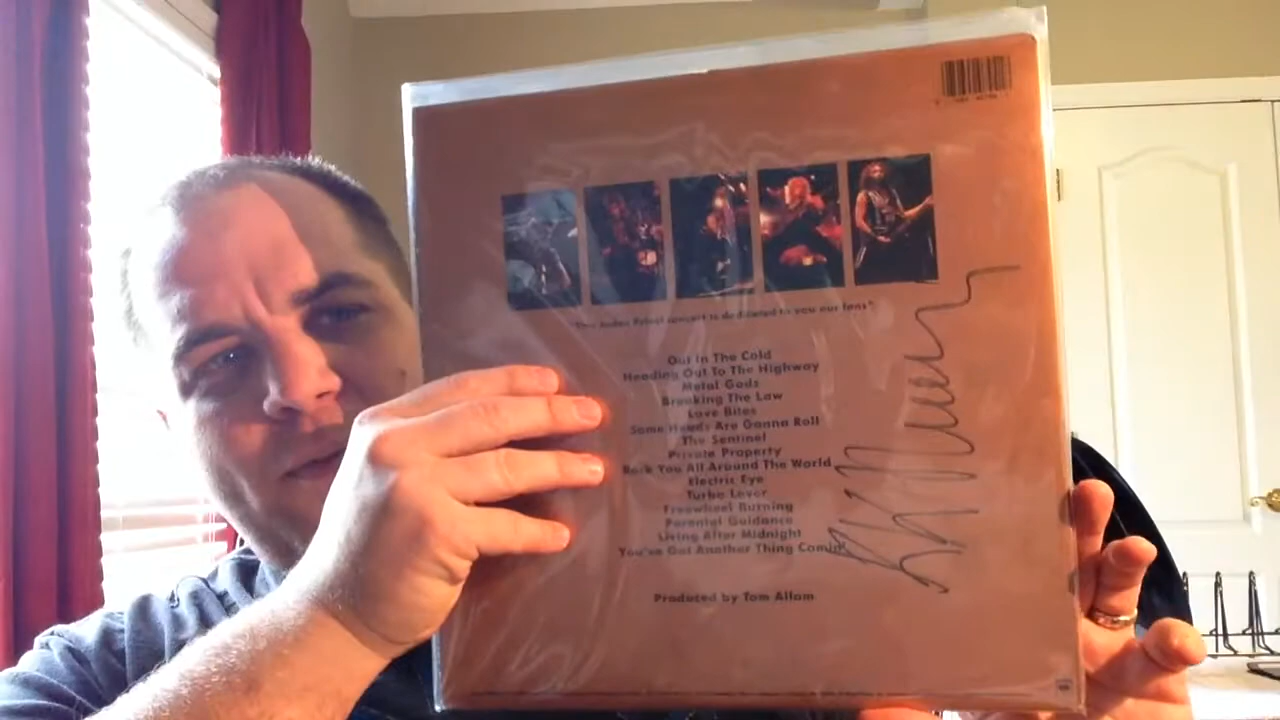 "This Judas Priest concert is dedicated to you our fans"
Out In The Cold
Heading Out To The Highway
Metal Gods
Breaking The Law
Love Bites
Some Heads Are Gonna Roll
The Sentinel
Private Property
Rock You All Around The World
Electric Eye
Turbo Lover
Freewheel Burning
Parental Guidance
Living After Midnight
You've Got Another Thing Comin'
Produced by Tom Allom